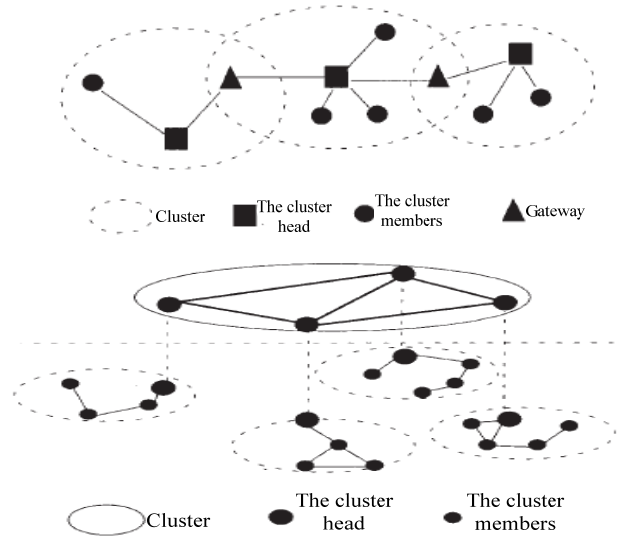 Cluster
The cluster
head
The cluster
members
Gateway
Cluster
The cluster
head
The cluster
members